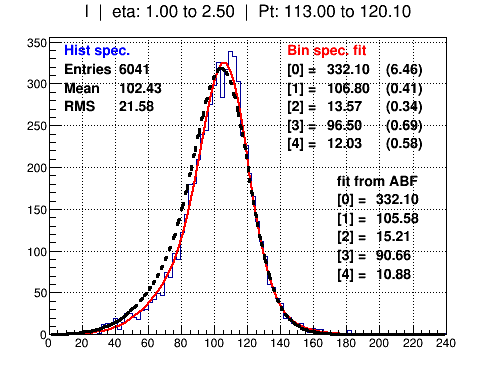 I | eta: 1.00 to 2.50 | Pt: 113.00 to 120.10
Hist spec.
Entries 6041
Mean 102.43
RMS 21.58
Bin spec. fit
[0] = 332.10 (6.46)
[1] = 106.80 (0.41)
[2] = 13.57 (0.34)
[3] = 96.50 (0.69)
[4] = 12.03 (0.58)
fit from ABF
[0] = 332.10
[1] = 105.58
[2] = 15.21
[3] = 90.66
[4] = 10.88
350
300
250
200
150
100
50
0
0 20 40 60 80 100 120 140 160 180 200 220 240